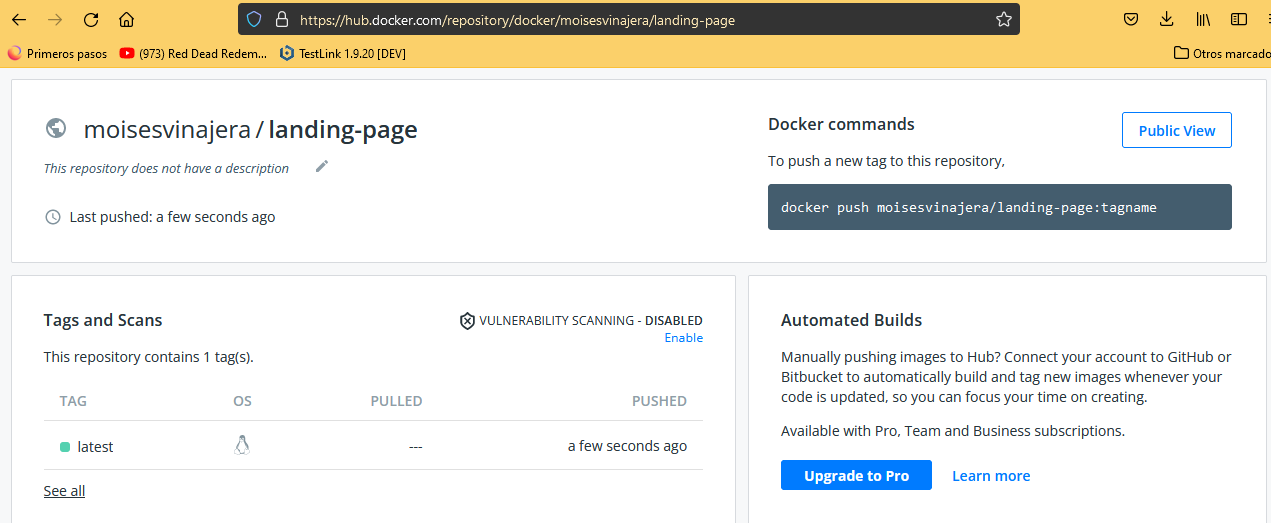 https://hub.docker.com/repository/docker/moisesvinajera/landing-page
Primeros pasos
(973) Red Dead Redem...
TestLink 1.9.20 [DEV]
Otros marcado
moisesvinajera / landing-page
This repository does not have a description
Last pushed: a few seconds ago
Docker commands
Public View
To push a new tag to this repository,
docker push moisesvinajera/landing-page:tagname
Tags and Scans
VULNERABILITY SCANNING - DISABLED
Enable
This repository contains 1 tag(s).
TAG OS PULLED PUSHED
latest --- a few seconds ago
See all
Automated Builds
Manually pushing images to Hub? Connect your account to GitHub or
Bitbucket to automatically build and tag new images whenever your
code is updated, so you can focus your time on creating.
Available with Pro, Team and Business subscriptions.
Upgrade to Pro
Learn more